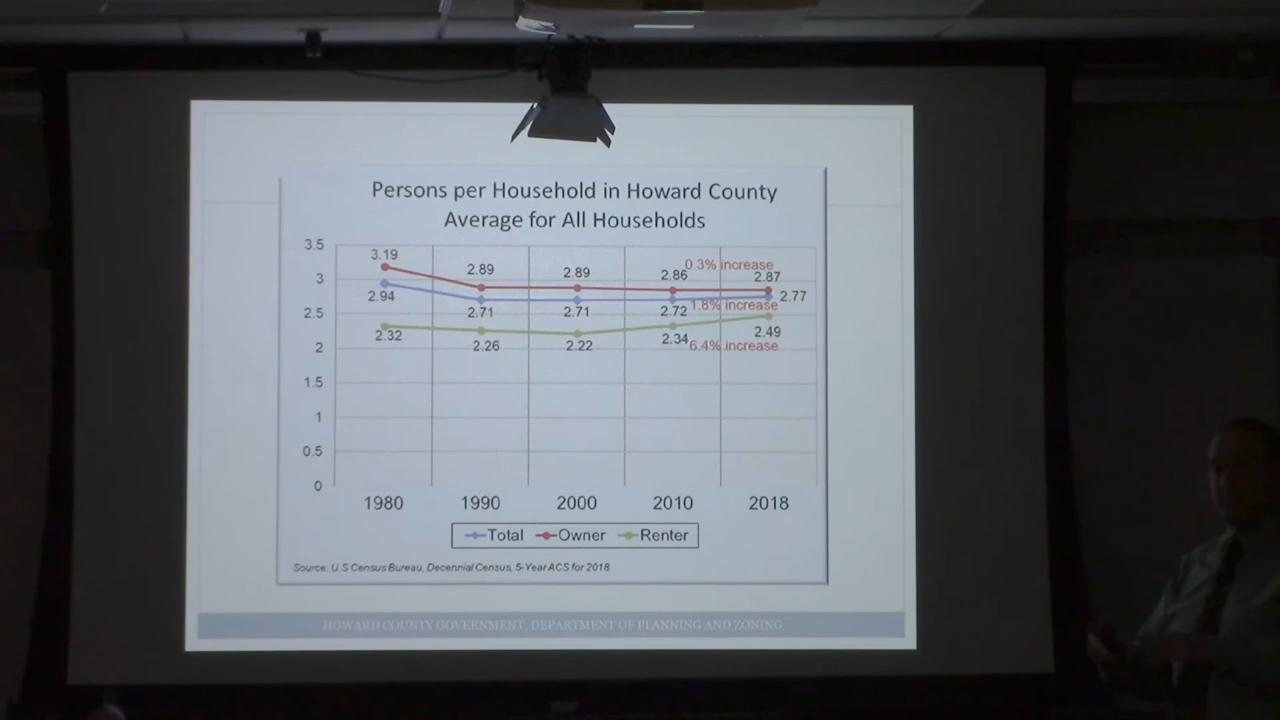 Persons per Household in Howard County
Average for All Households
3.5
3
2.5
2
1.5
1
0.5
0
3.19
2.89
2.89
2.86
0.3% increase
2.87
2.94
2.71
2.71
2.72
1.8% increase
2.77
2.32
2.26
2.22
2.34
6.4% increase
2.49
1980 1990 2000 2010 2018
Total Owner Renter
Source: U.S Census Bureau, Decennial Census, 5-Year ACS for 2018
HOWARD COUNTY GOVERNMENT, DEPARTMENT OF PLANNING AND ZONING